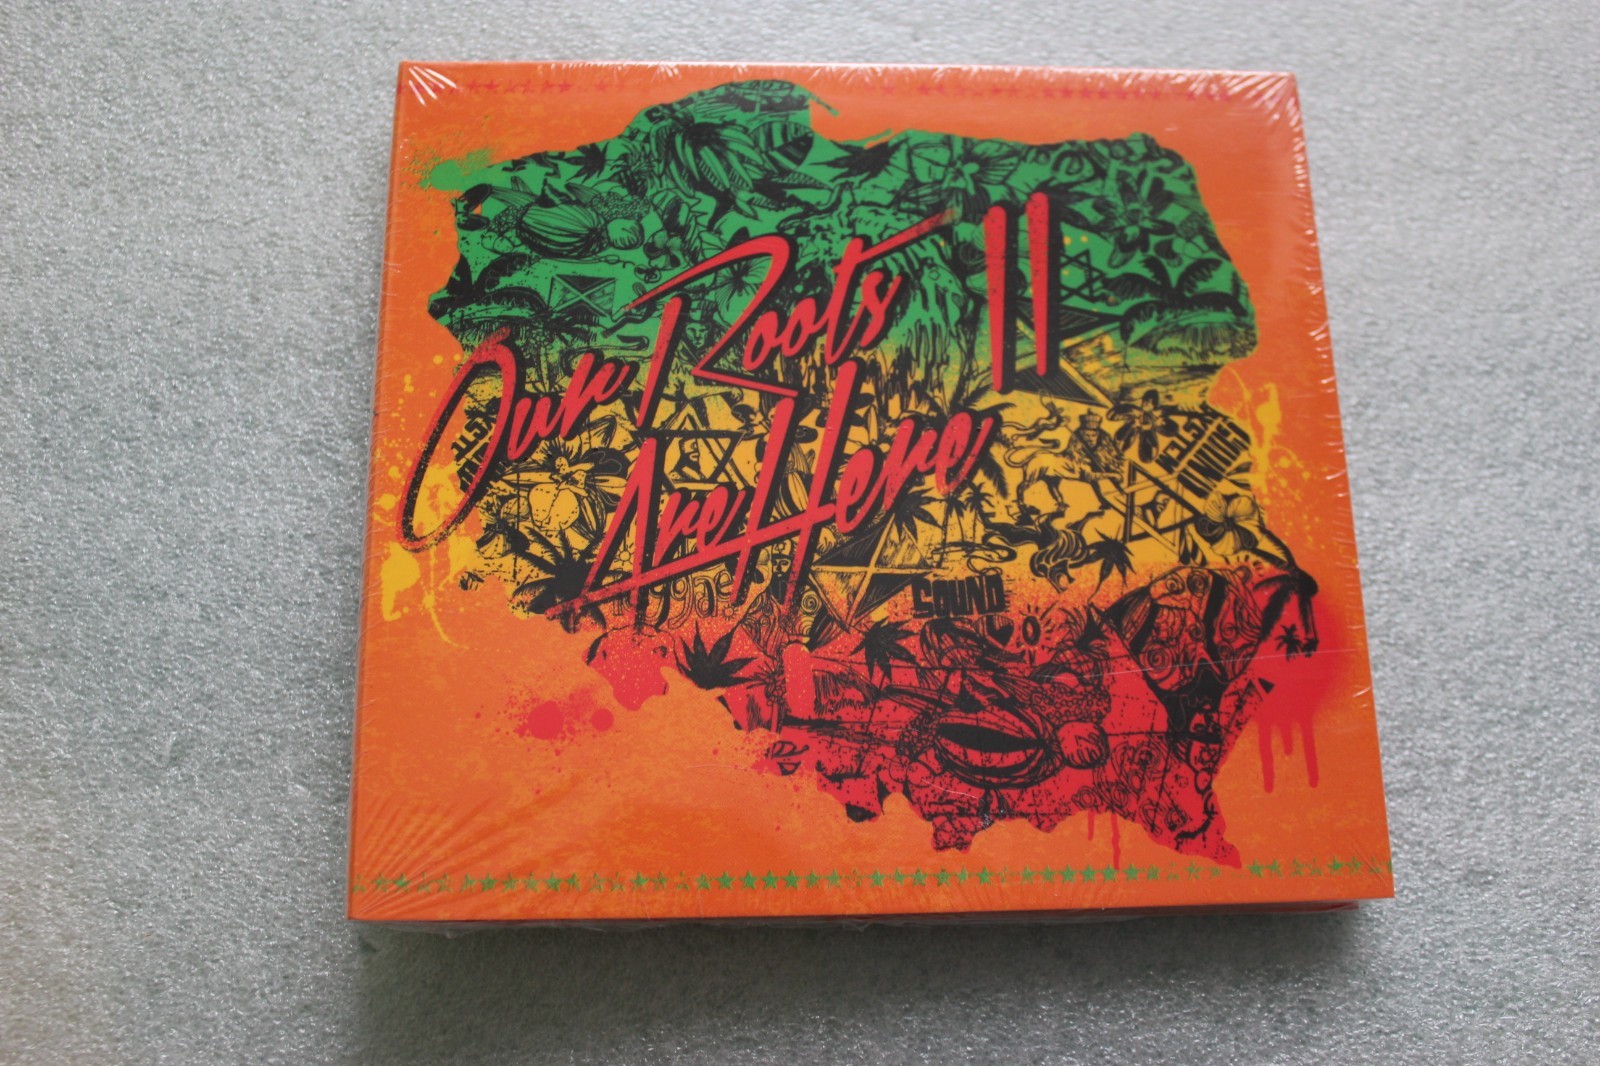 Our Roots II
Are Here
SOUND